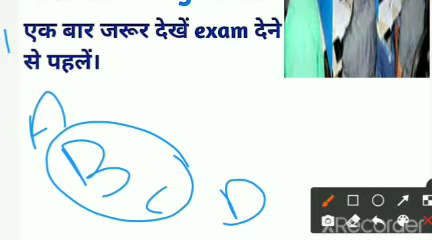 एक बार जरूर देखें exam देने
से पहलें।
A
B C D
XRecorder